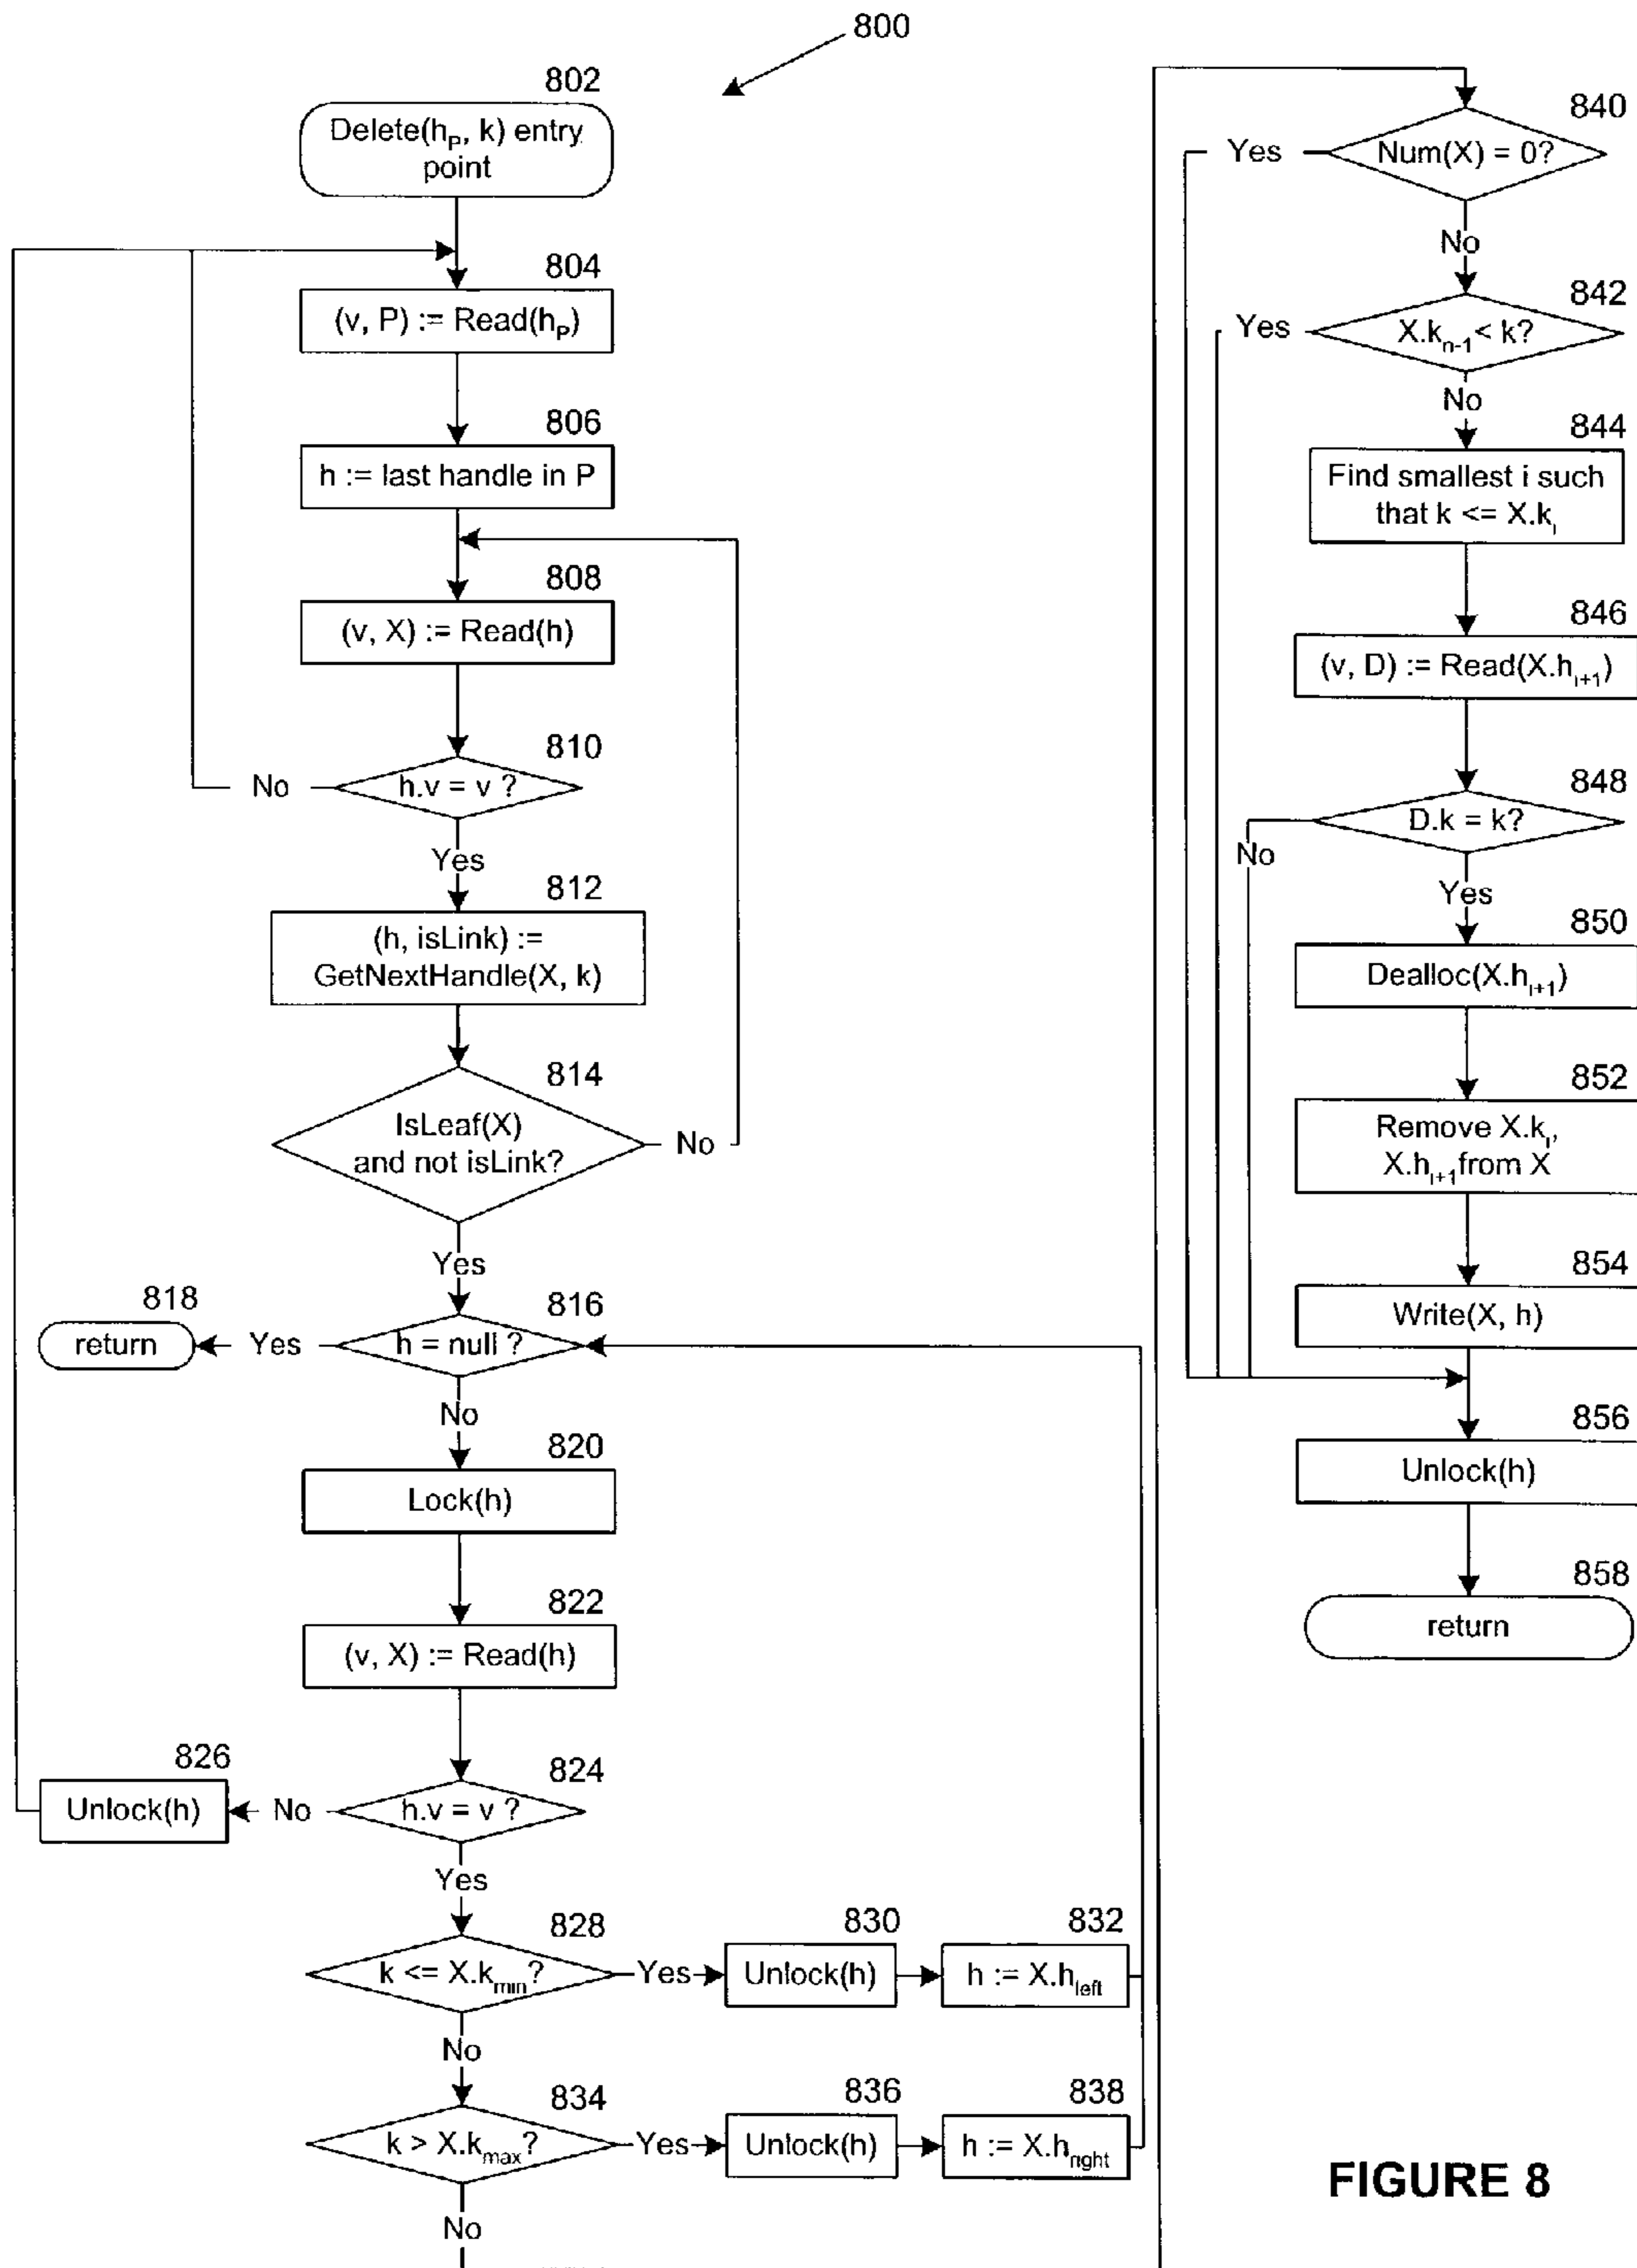 800
802
Delete(hP, k) entry
point
804
(v, P) := Read(hP)
806
h := last handle in P
808
(v, X) := Read(h)
810
h.v = v ?
No
Yes
812
(h, isLink) :=
GetNextHandle(X, k)
814
IsLeaf(X)
and not isLink?
No
Yes
816
h = null ?
Yes
818
return
No
820
Lock(h)
822
(v, X) := Read(h)
824
h.v = v ?
No
826
Unlock(h)
Yes
828
k <= X.kmin?
Yes
830
Unlock(h)
832
h := X.hleft
No
834
k > X.kmax?
Yes
836
Unlock(h)
838
h := X.hright
No
840
Num(X) = 0?
Yes
No
842
X.kn-1 < k?
Yes
No
844
Find smallest i such
that k <= X.ki
846
(v, D) := Read(X.hi+1)
848
D.k = k?
No
Yes
850
Dealloc(X.hi+1)
852
Remove X.ki,
X.hi+1 from X
854
Write(X, h)
856
Unlock(h)
858
return
FIGURE 8